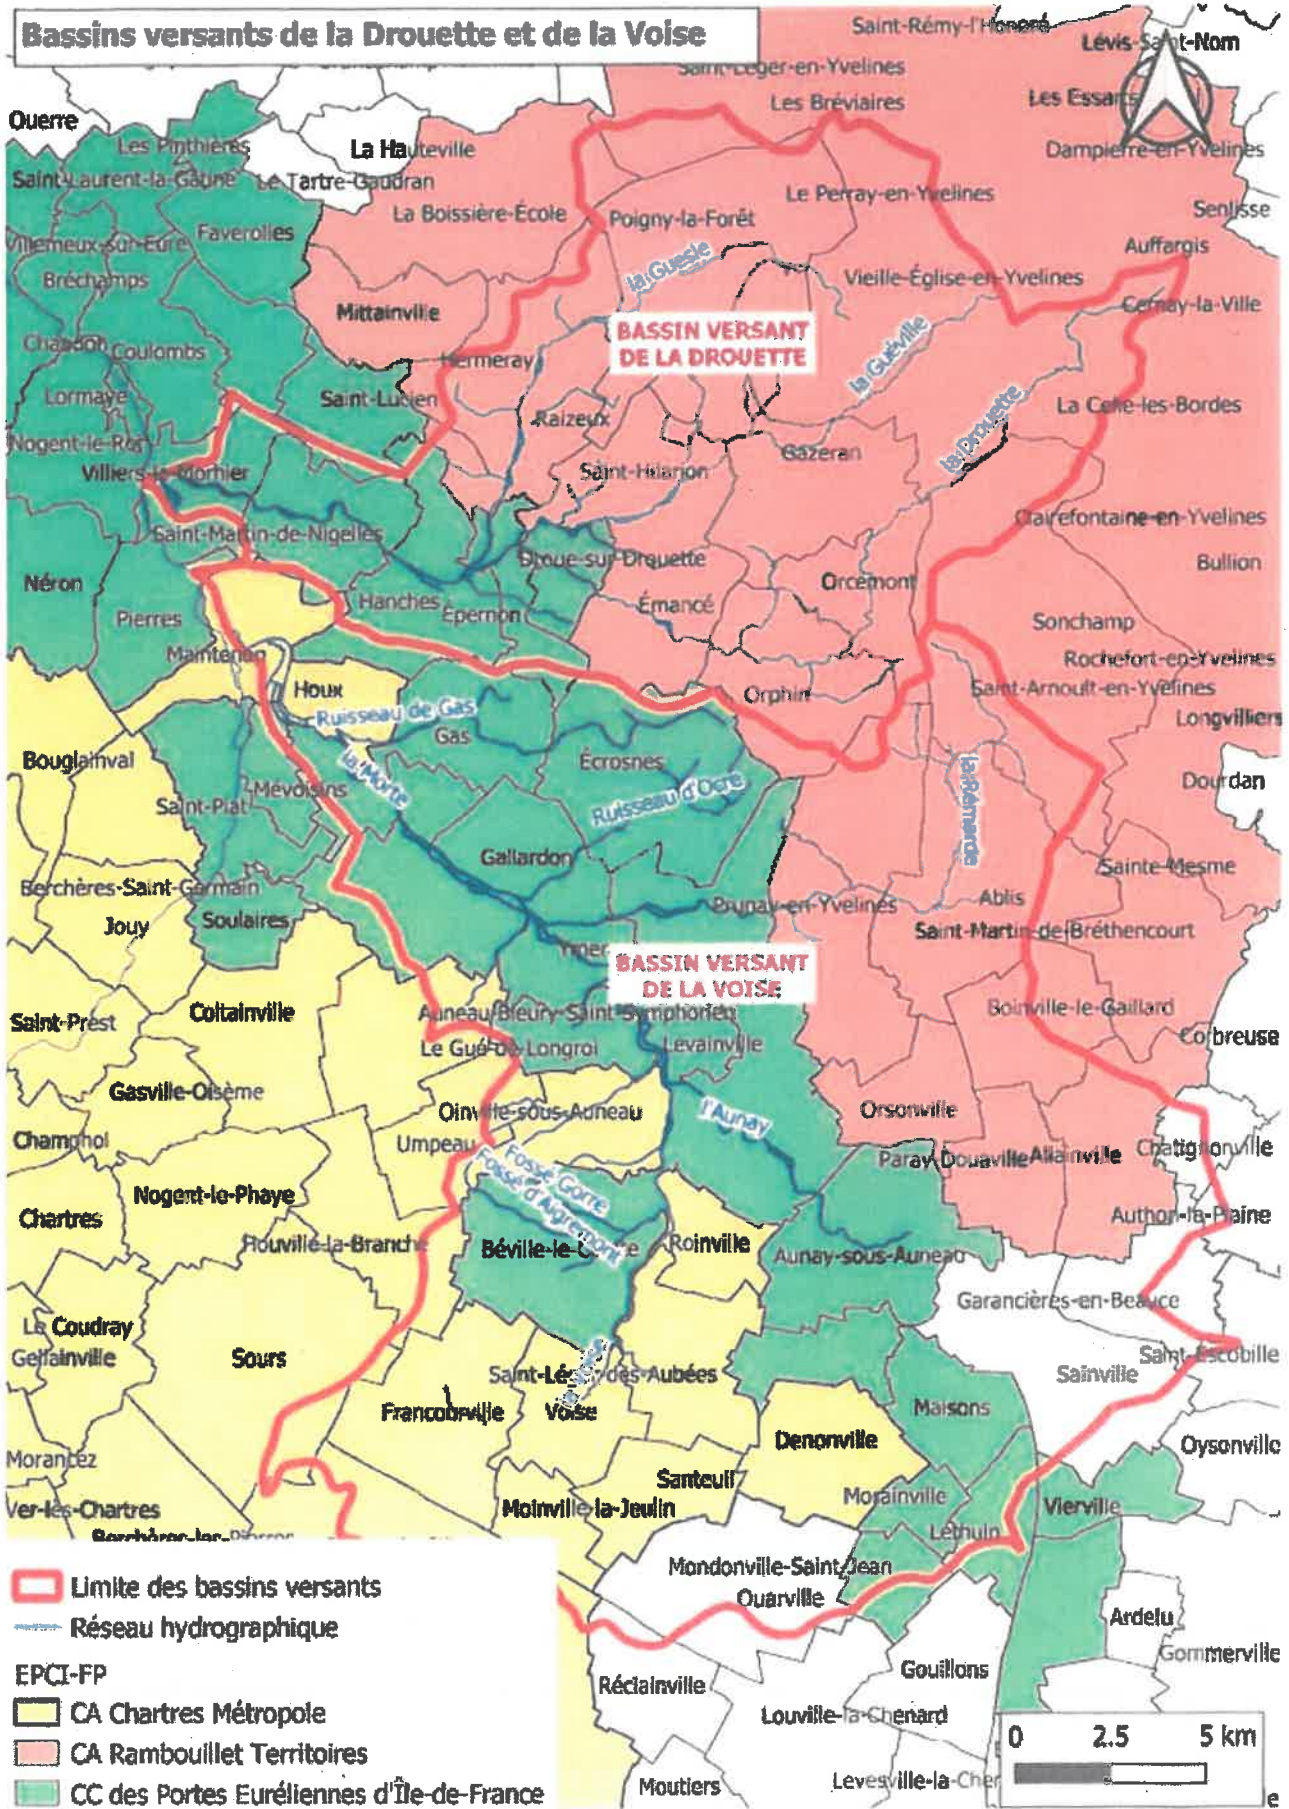 Bassins versants de la Drouette et de la Voise
Saint-Rémy-l'Honoré
Lévis-Saint-Nom
Saint-Léger-en-Yvelines
Les Bréviaires
Les Essarts
Ouerre
Les Pinthières
La Hauteville
Dampierre-en-Yvelines
Saint-Laurent-la-Gâtine
Le Tartre-Gaudran
Le Perray-en-Yvelines
La Boissière-École
Poigny-la-Forêt
Senlisse
Faverolles
Villemeux-sur-Eure
Auffargis
la Guesle
Bréchamps
Vieille-Église-en-Yvelines
Cernay-la-Ville
Mittainville
BASSIN VERSANT
DE LA DROUETTE
Chaudon
Coulombs
Hermeray
la Guéville
Lormaye
Saint-Lucien
Raizeux
La Celle-les-Bordes
la Drouette
Nogent-le-Roi
Gazeran
Villiers-le-Morhier
Saint-Hilarion
Clairefontaine-en-Yvelines
Saint-Martin-de-Nigelles
Droue-sur-Drouette
Bullion
Néron
Orcemont
Hanches
Épernon
Émancé
Pierres
Sonchamp
Maintenon
Rochefort-en-Yvelines
Houx
Orphin
Saint-Arnoult-en-Yvelines
Ruisseau de Gas
Longvilliers
Gas
Bouglainval
Écrosnes
la Morte
Dourdan
Mévoisins
Saint-Piat
Ruisseau d'Ocre
la Rémarde
Gallardon
Sainte-Mesme
Berchères-Saint-Germain
Prunay-en-Yvelines
Ablis
Jouy
Soulaires
Saint-Martin-de-Bréthencourt
Ymeray
BASSIN VERSANT
DE LA VOISE
Coltainville
Auneau-Bleury-Saint-Symphorien
Boinville-le-Gaillard
Saint-Prest
Corbreuse
Le Gué-de-Longroi
Levainville
Gasville-Oisème
Oinville-sous-Auneau
l'Aunay
Orsonville
Champhol
Umpeau
Paray-Douaville
Allainville
Chatignonville
Fossé Gorre
Fossé d'Aigremont
Nogent-le-Phaye
Chartres
Authon-la-Plaine
Houville-la-Branche
Béville-le-Comte
Roinville
Aunay-sous-Auneau
Garancières-en-Beauce
Le Coudray
Gellainville
Sours
Saint-Escobille
Saint-Léger-des-Aubées
Sainville
Francourville
Voise
Maisons
Denonville
Oysonville
Morancez
Santeuil
Morainville
Ver-lès-Chartres
Moinville-la-Jeulin
Vierville
Léthuin
Berchères-les-Pierres
Mondonville-Saint-Jean
Ouarville
Ardelu
Gommerville
Gouillons
Réclainville
Louville-la-Chenard
Moutiers
Levesville-la-Cher
e
Limite des bassins versants
Réseau hydrographique
EPCI-FP
CA Chartres Métropole
CA Rambouillet Territoires
CC des Portes Euréliennes d'Île-de-France
0 2.5 5 km